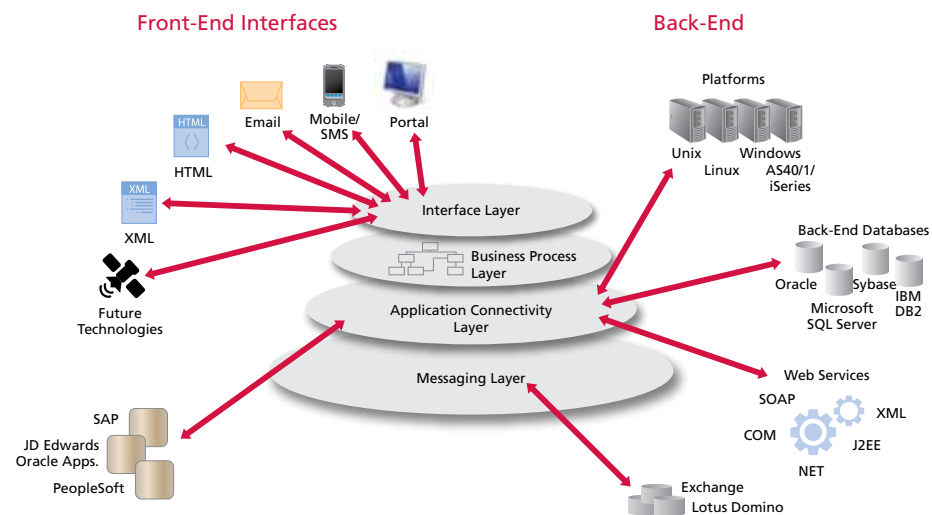 Front-End Interfaces
Back-End
Email
Mobile/
SMS
Portal
HTML
HTML
XML
XML
Future
Technologies
Interface Layer
Business Process
Layer
Application Connectivity
Layer
Messaging Layer
SAP
JD Edwards
Oracle Apps.
PeopleSoft
Platforms
Unix
Windows
Linux
AS40/1/
iSeries
Back-End Databases
Oracle
Sybase
IBM
DB2
Microsoft
SQL Server
Web Services
SOAP
XML
COM
J2EE
NET
Exchange
Lotus Domino